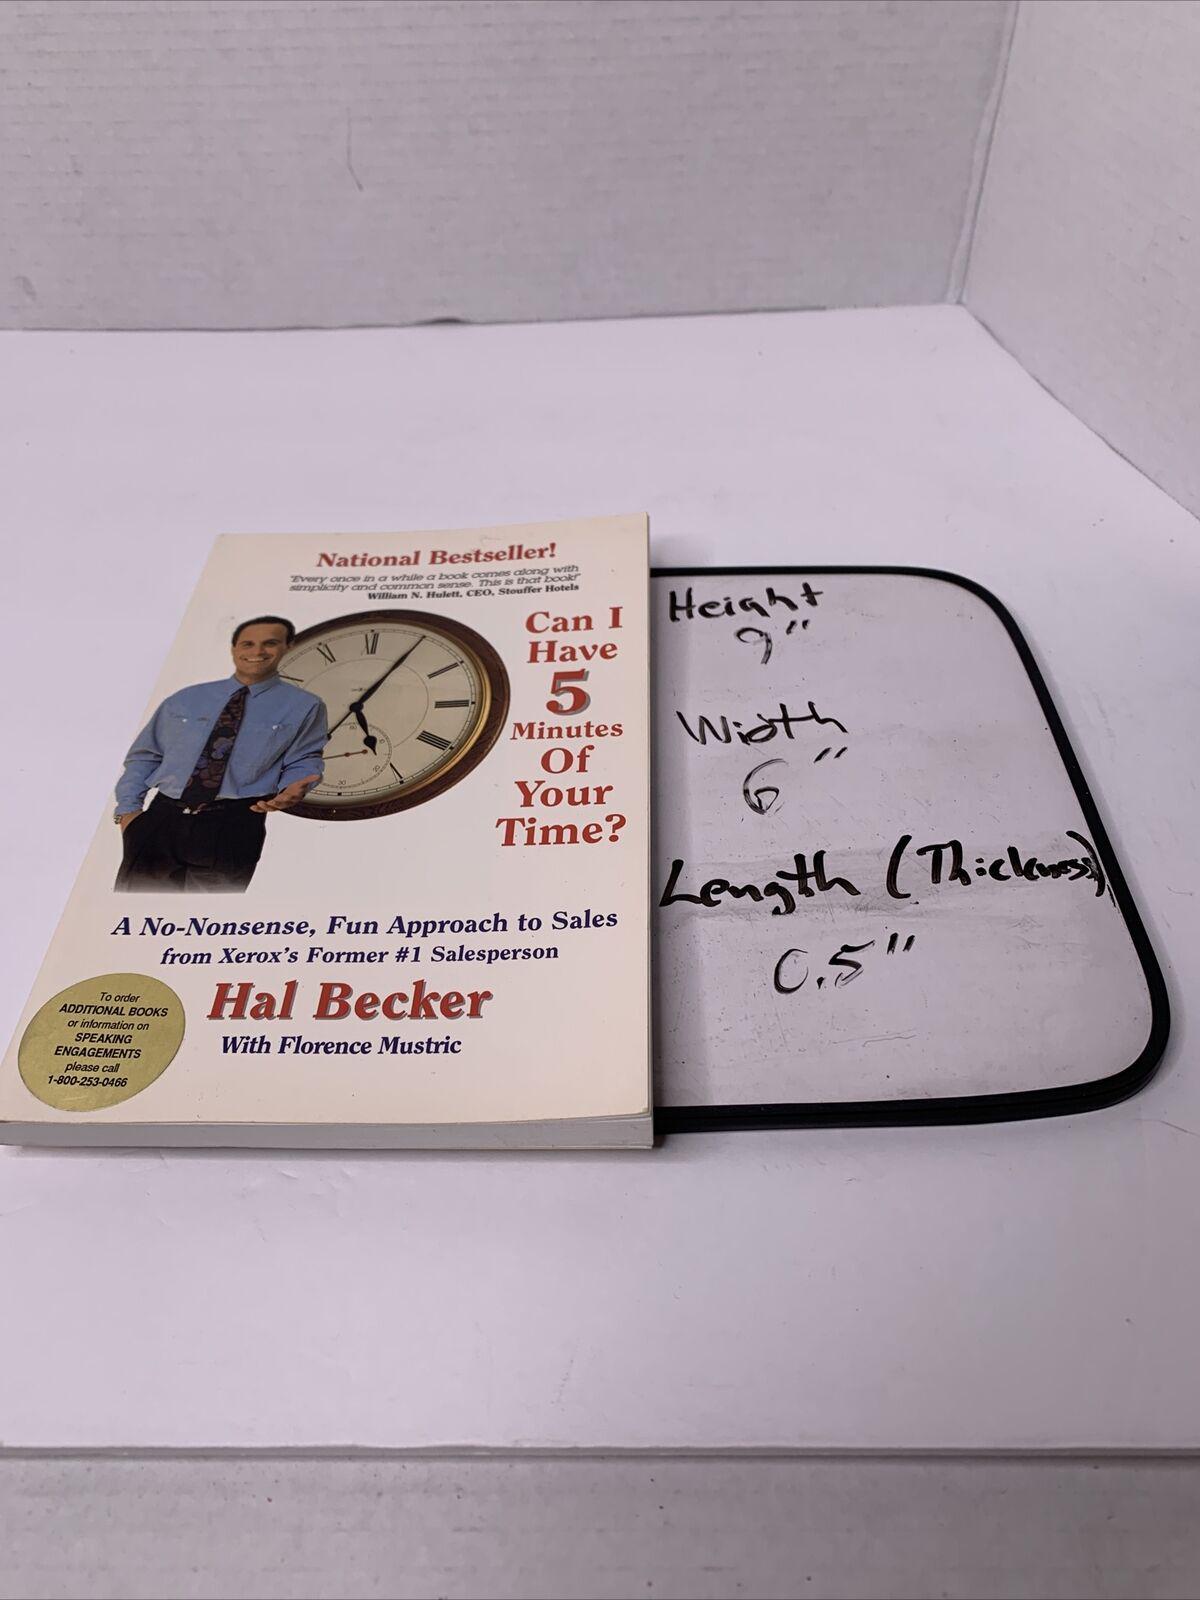 National Bestseller!
"Every once in a while a book comes along with
simplicity and common sense. This is that book!"
William N. Hulett, CEO, Stouffer Hotels
Can I
Have
5
Minutes
Of
Your
Time?
A No-Nonsense, Fun Approach to Sales
from Xerox's Former #1 Salesperson
Hal Becker
With Florence Mustric
To order
ADDITIONAL BOOKS
or information on
SPEAKING
ENGAGEMENTS
please call
1-800-253-0466
Height
9"
Width
6"
Length (Thickness)
0.5"